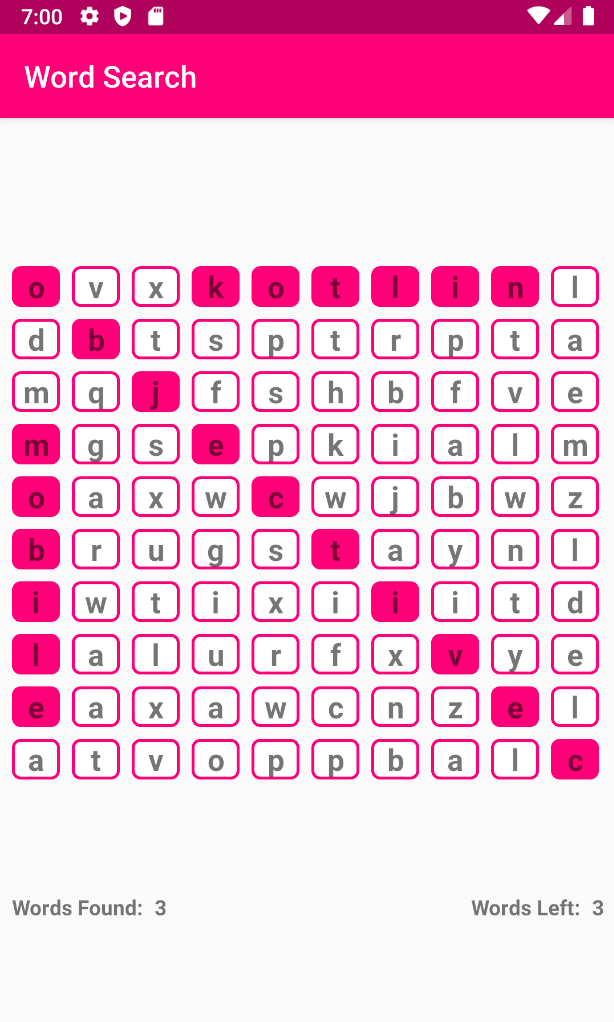 7:00
Word Search
o v x k o t l i n l
d b t s p t r p t a
m q j f s h b f v e
m g s e p k i a l m
o a x w c w j b w z
b r u g s t a y n l
i w t i x i i i t d
l a l u r f x v y e
e a x a w c n z e l
a t v o p p b a l c
Words Found: 3 Words Left: 3